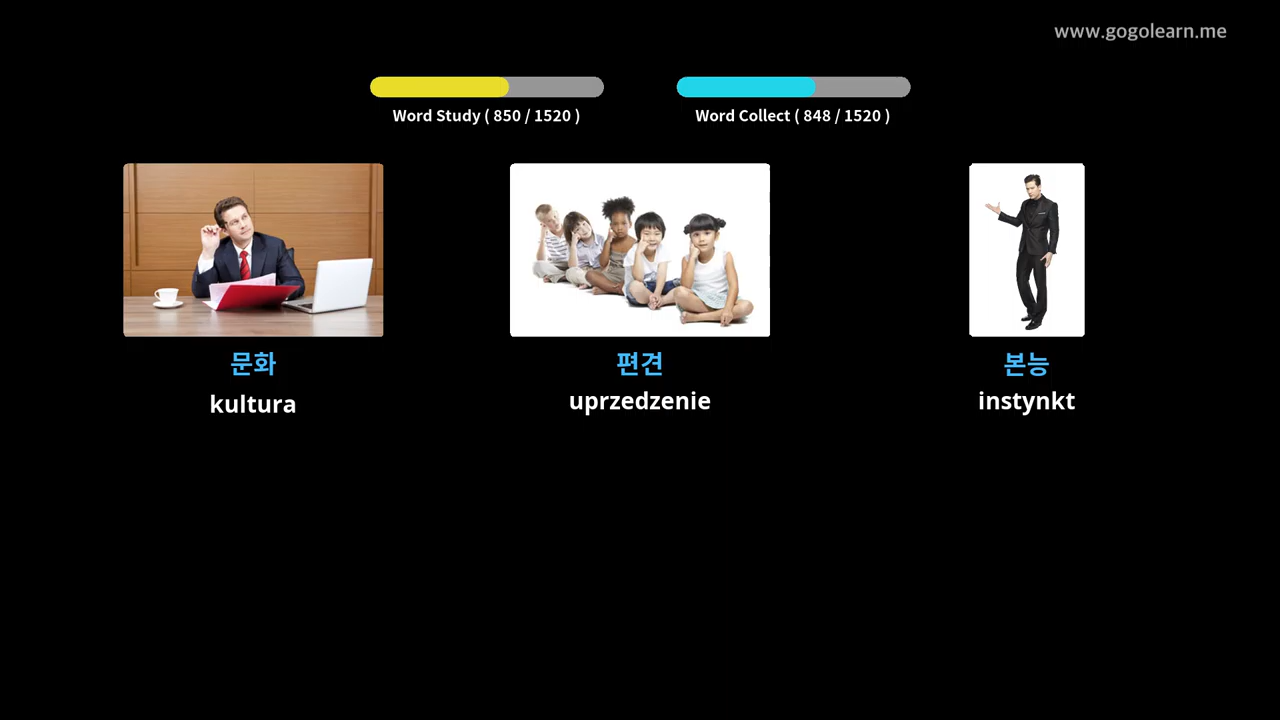 www.gogolearn.me
Word Study ( 850 / 1520 )
Word Collect ( 848 / 1520 )
문화
kultura
편견
uprzedzenie
본능
instynkt